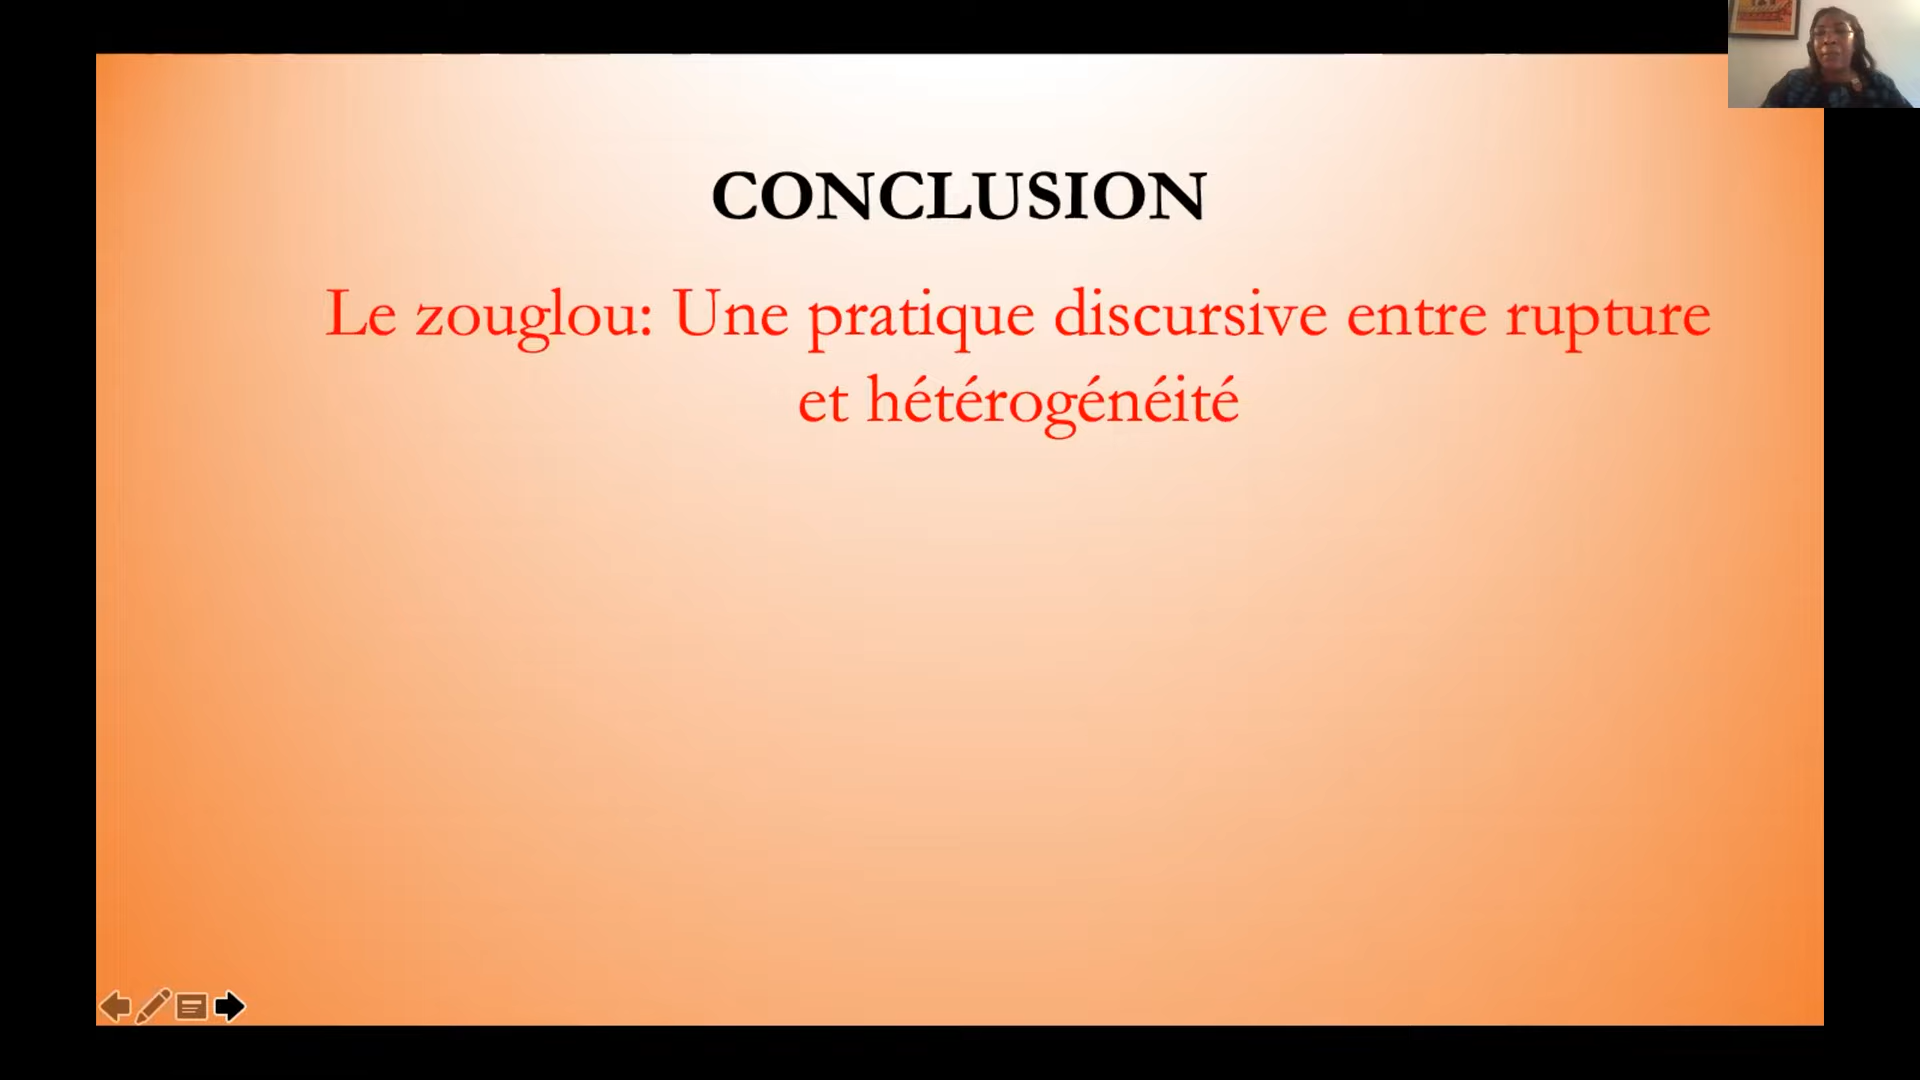 CONCLUSION
Le zouglou: Une pratique discursive entre rupture
et hétérogénéité